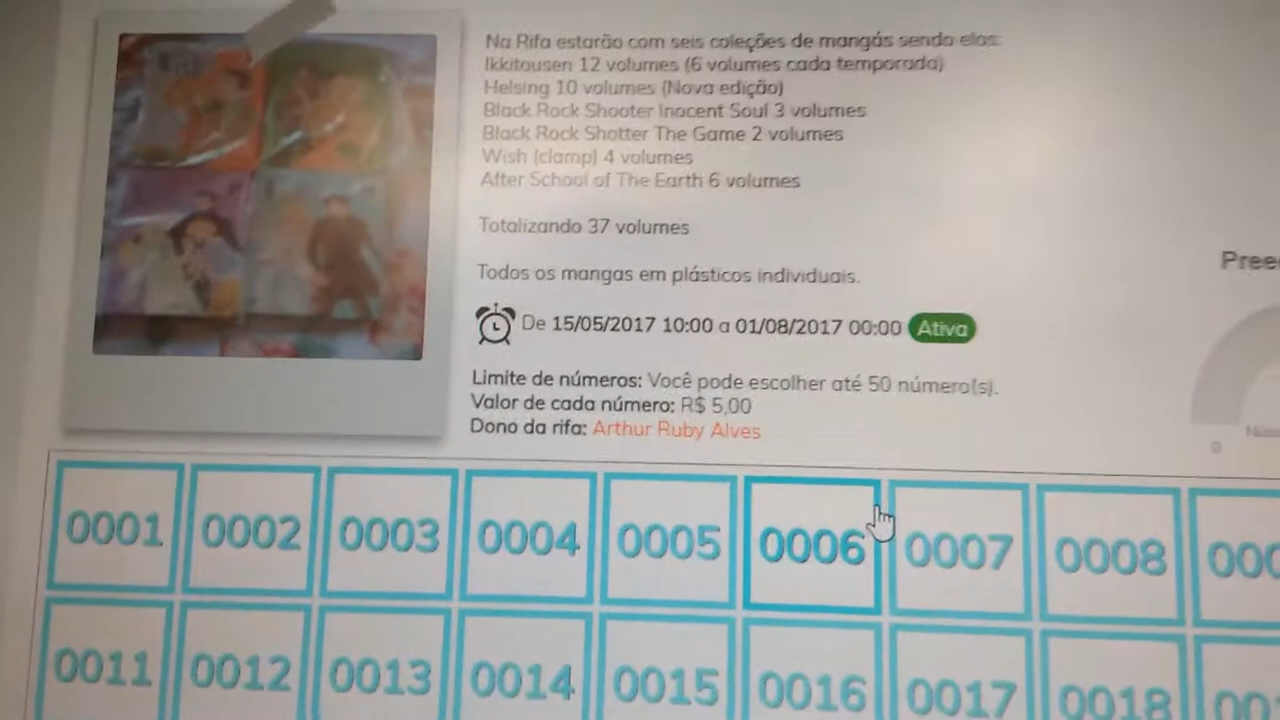 Na Rifa estarão com seis coleções de mangás sendo elas:
Ikkitousen 12 volumes (6 volumes cada temporada)
Helsing 10 volumes (Nova edição)
Black Rock Shooter Inocent Soul 3 volumes
Black Rock Shotter The Game 2 volumes
Wish (clamp) 4 volumes
After School of The Earth 6 volumes
Totalizando 37 volumes
Todos os mangas em plásticos individuais.
De 15/05/2017 10:00 a 01/08/2017 00:00 Ativa
Limite de números: Você pode escolher até 50 número(s).
Valor de cada número: R$ 5,00
Dono da rifa: Arthur Ruby Alves
Pree
0
0001 0002 0003 0004 0005 0006 0007 0008 000
0011 0012 0013 0014 0015 0016 0017 0018